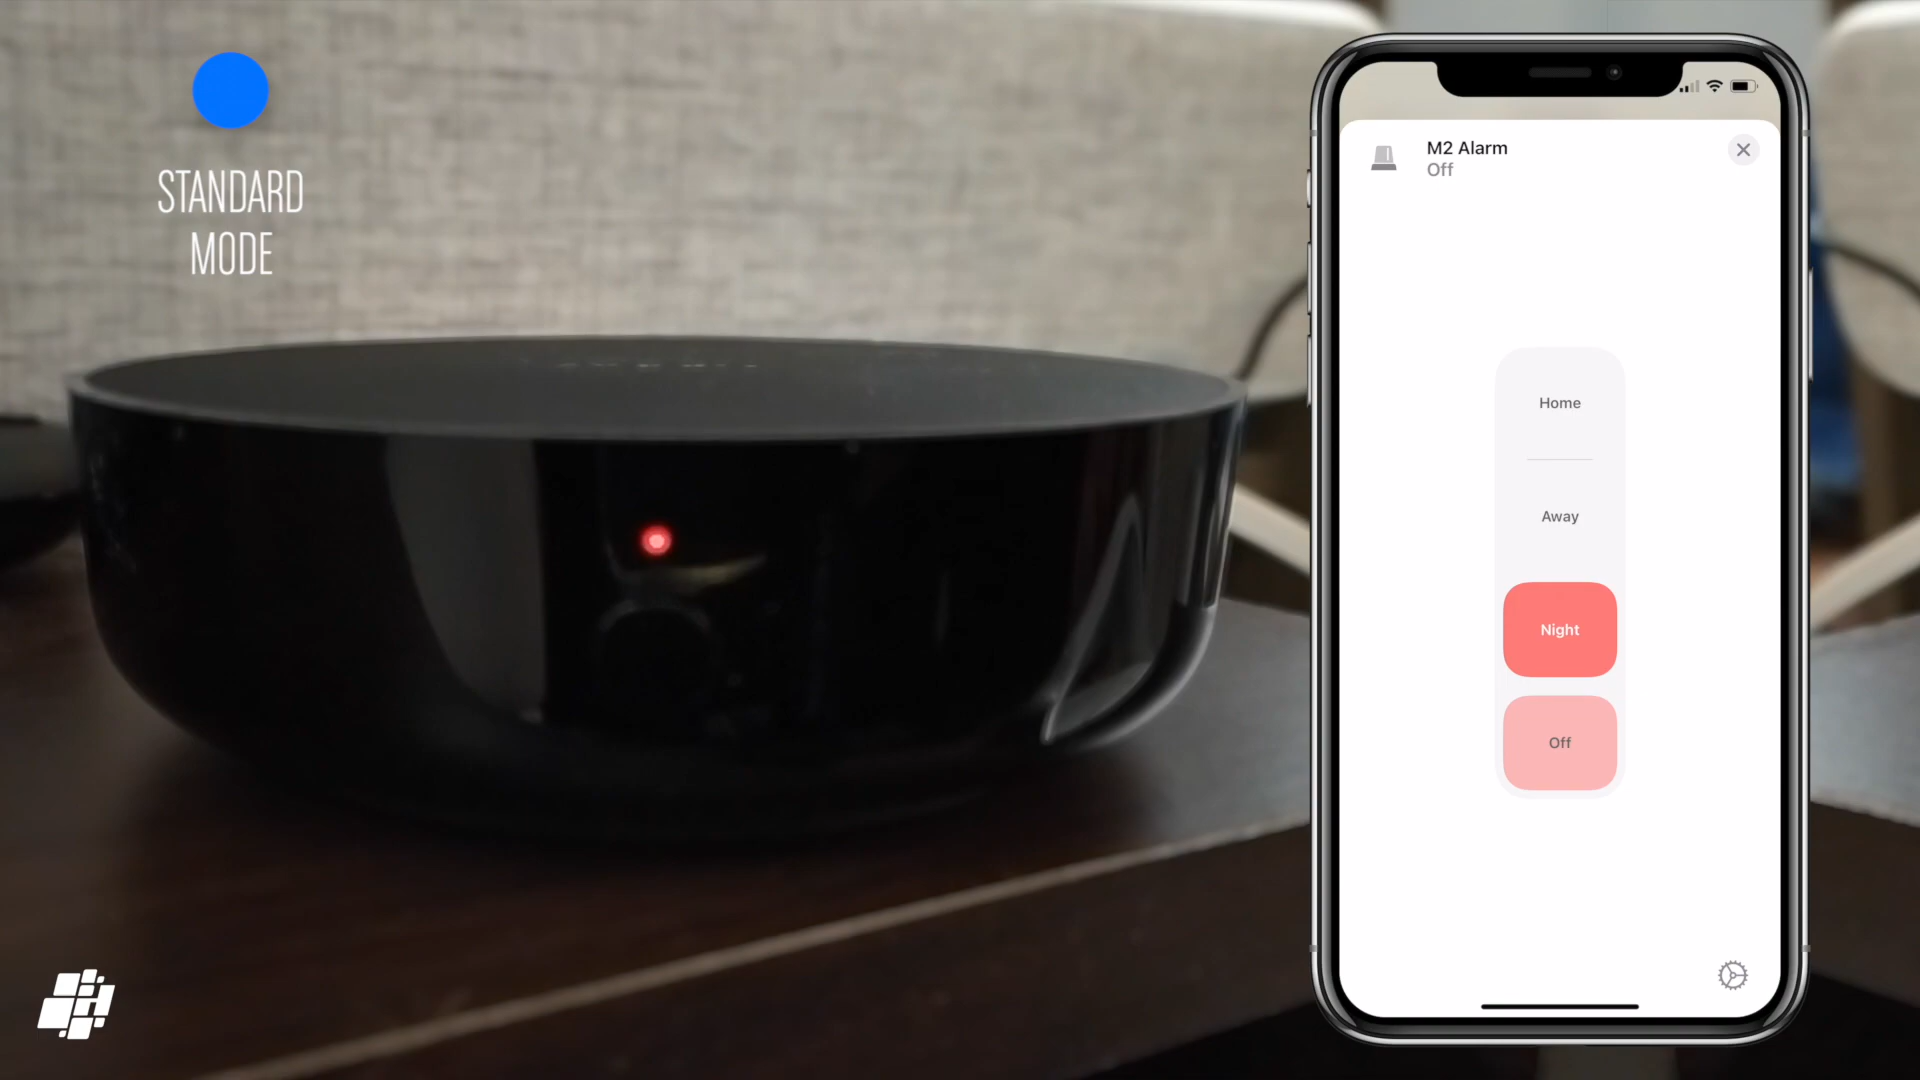 STANDARD
MODE
M2 Alarm
Off
Home
Away
Night
Off